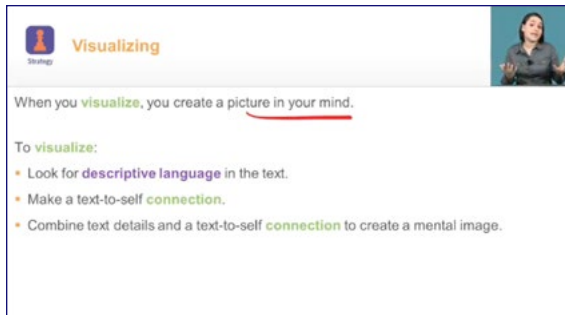 Visualizing
Strategy
When you visualize, you create a picture in your mind.
To visualize:
▪ Look for descriptive language in the text.
▪ Make a text-to-self connection.
▪ Combine text details and a text-to-self connection to create a mental image.